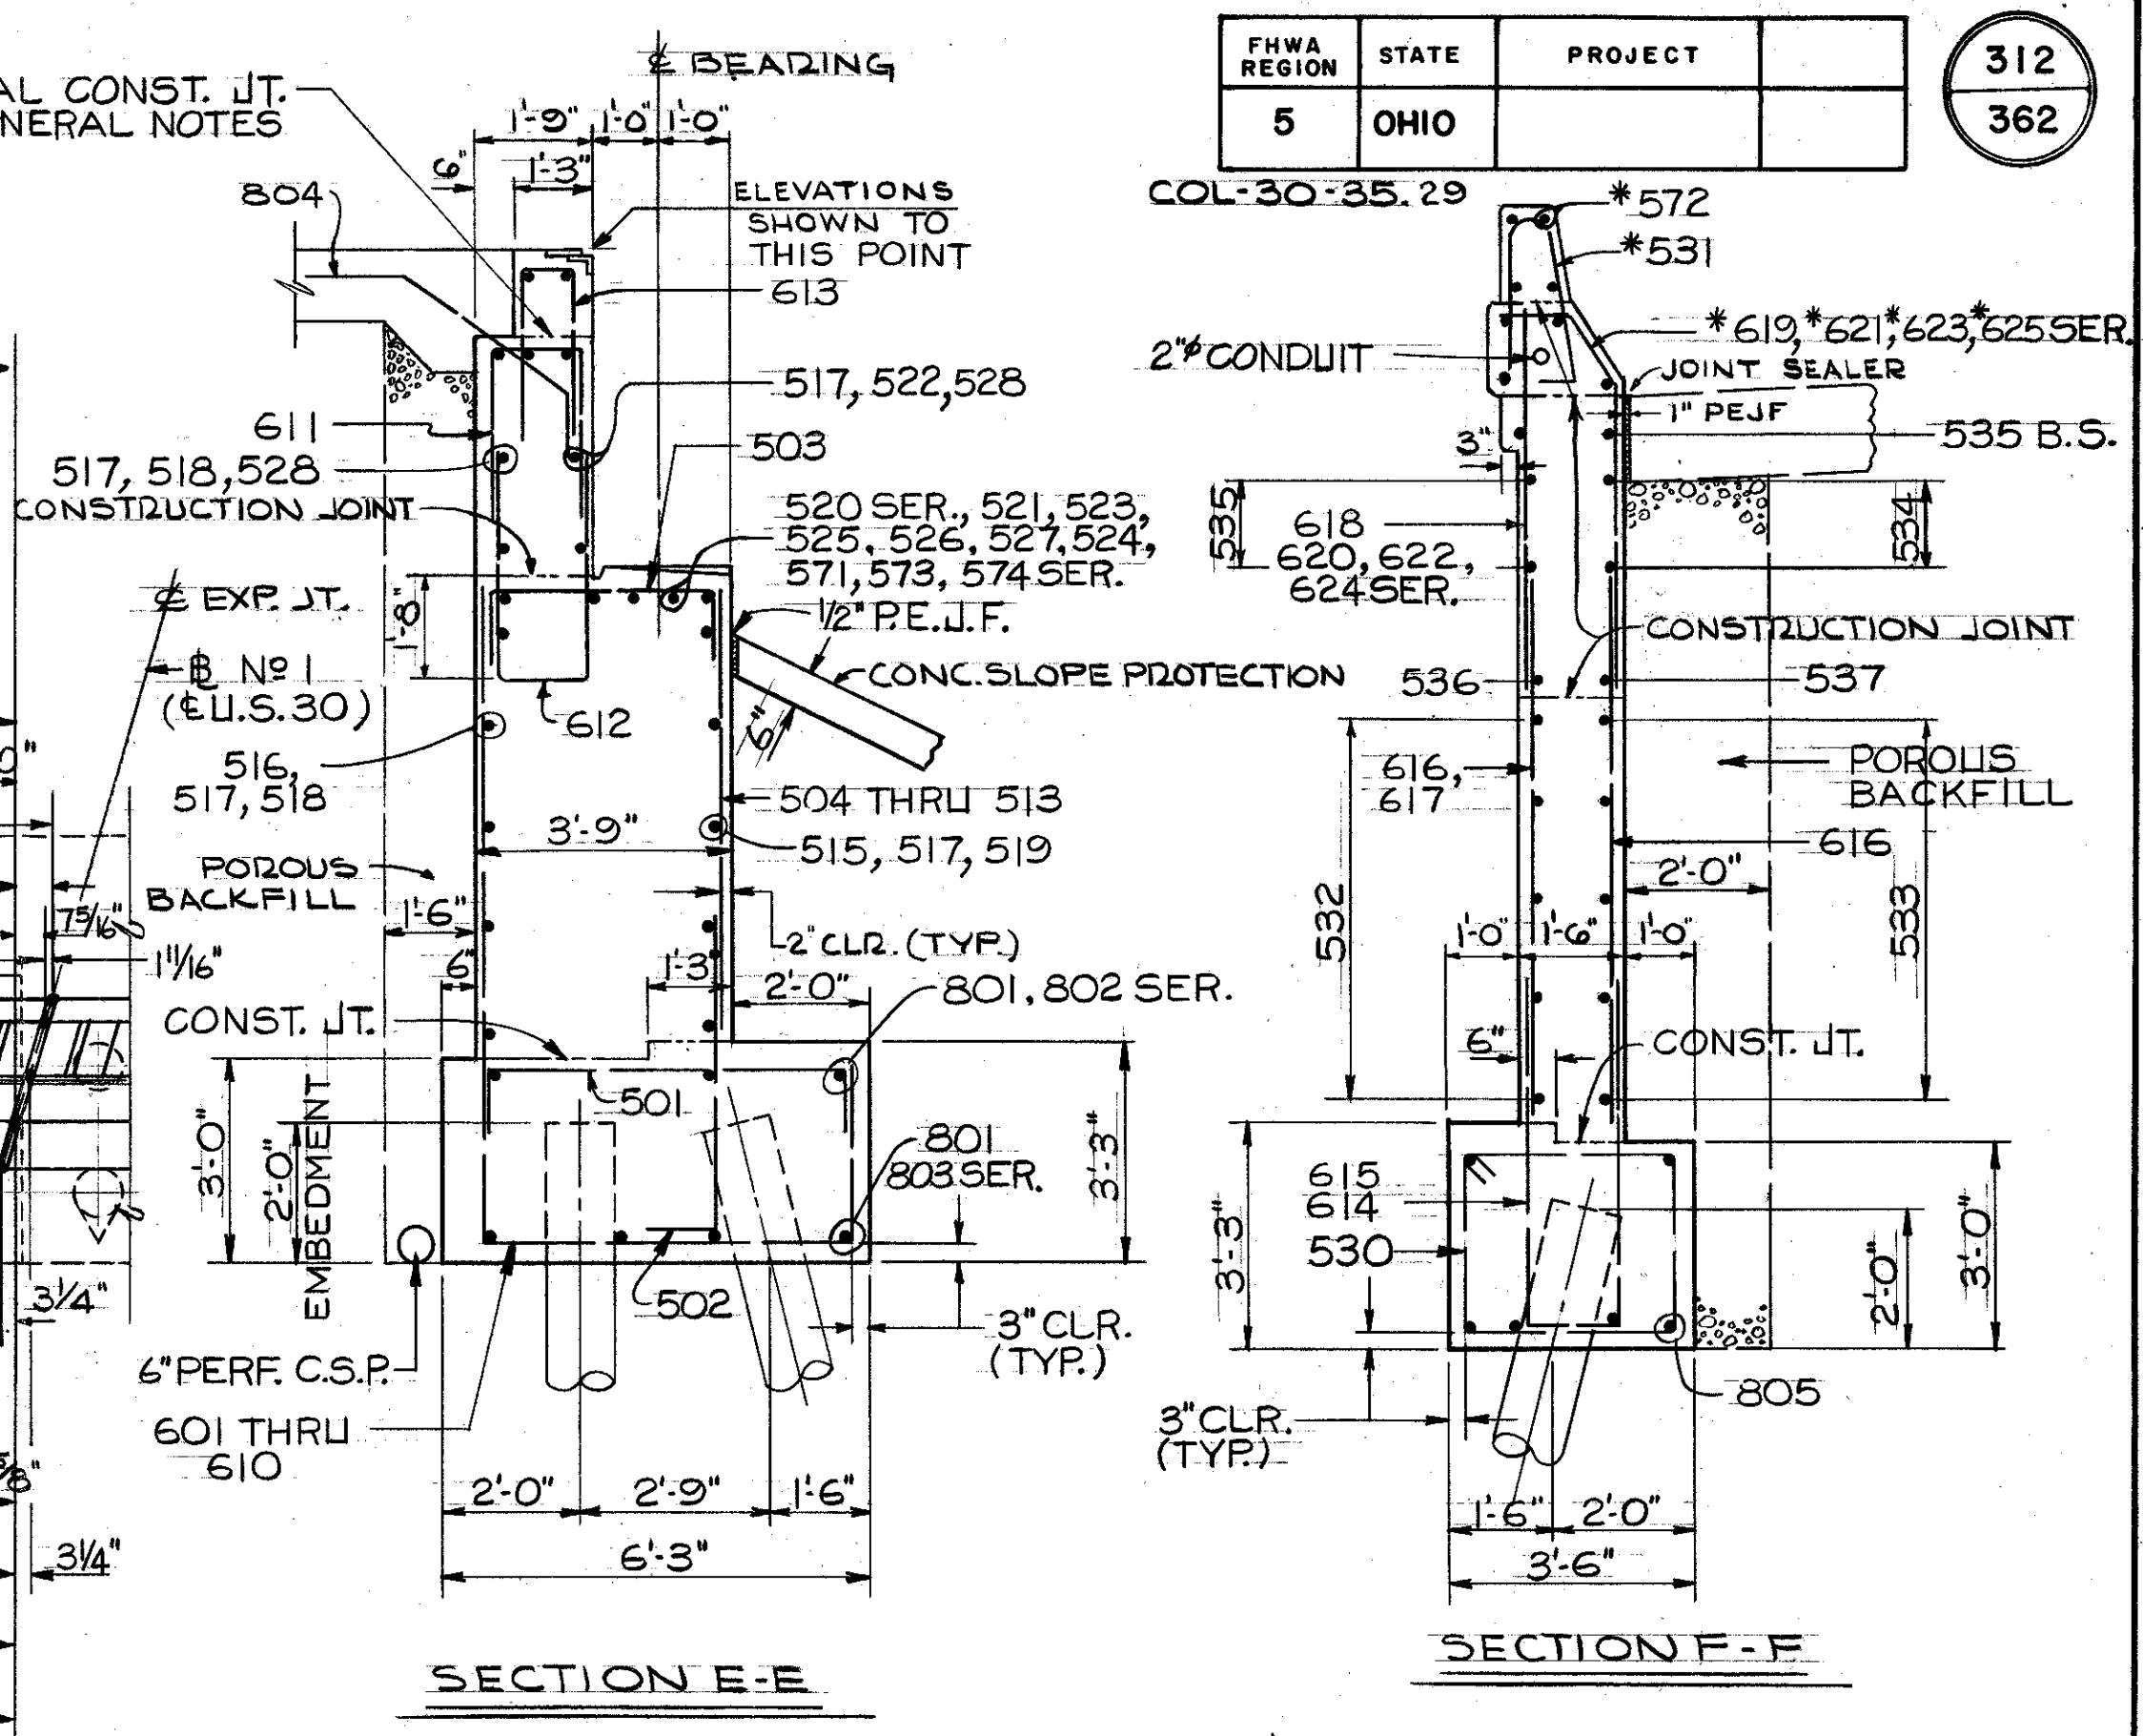 FHWA REGION
STATE
PROJECT
5
OHIO
312
362
COL-30-35.29
℄ BEARING
CONST. JT.
NOTES
1'-9"
1'-0"
1'-0"
6"
1'-3"
804
ELEVATIONS
SHOWN TO
THIS POINT
613
517, 522, 528
611
503
517, 518, 528
CONSTRUCTION JOINT
520 SER., 521, 523,
525, 526, 527, 524,
571, 573, 574 SER.
1/2" P.E.J.F.
℄ EXP. JT.
1'-8"
CONC. SLOPE PROTECTION
№ 1
(℄ U.S. 30)
612
6"
516,
517, 518
504 THRU 513
3'-9"
515, 517, 519
POROUS
BACKFILL
1'-6"
7 5/16"
1 11/16"
2" CLR. (TYP.)
6"
1'-3"
2'-0"
801, 802 SER.
CONST. JT.
501
3'-0"
2'-0"
EMBEDMENT
801
803 SER.
3'-3"
502
3 1/4"
3" CLR.
(TYP.)
6" PERF. C.S.P.
601 THRU
610
2'-0"
2'-9"
1'-6"
6'-3"
3 1/4"
SECTION E-E
*572
*531
*619, *621, *623, *625 SER.
2"φ CONDUIT
JOINT SEALER
1" PEJF
535 B.S.
3"
535
534
618
620, 622,
624 SER.
CONSTRUCTION JOINT
536
537
616,
617
POROUS
BACKFILL
616
2'-0"
532
533
1'-0"
1'-6"
1'-0"
6"
CONST. JT.
615
614
530
3'-3"
2'-0"
3'-0"
805
3" CLR.
(TYP.)
1'-6"
2'-0"
3'-6"
SECTION F-F